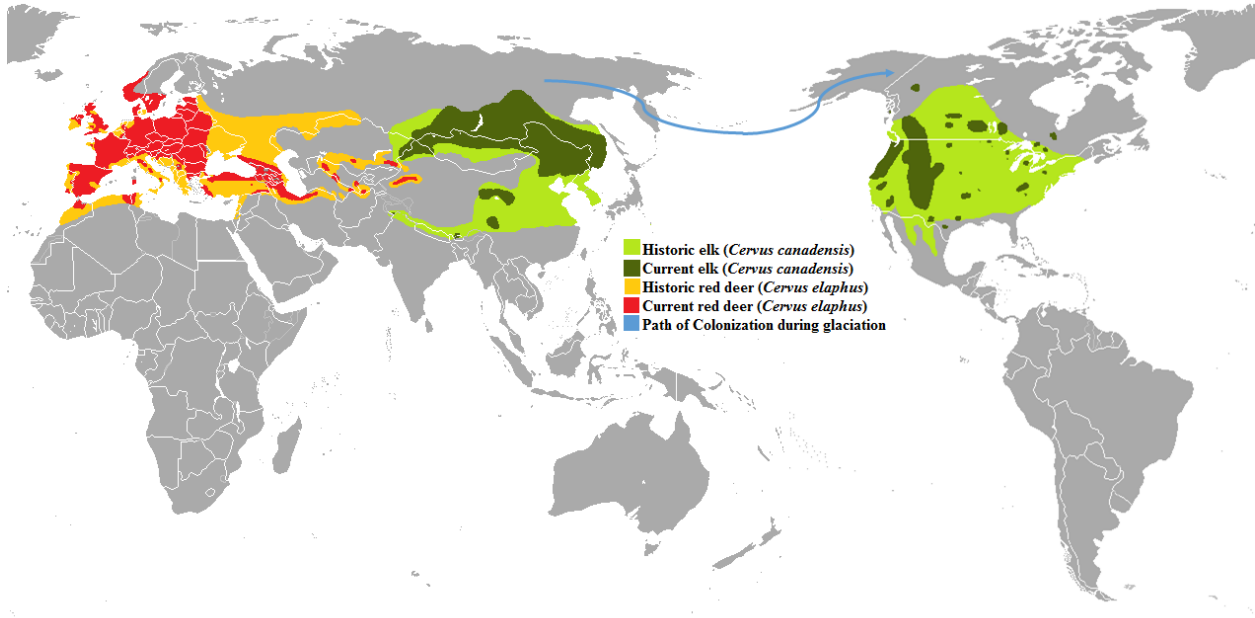 Historic elk (Cervus canadensis)
Current elk (Cervus canadensis)
Historic red deer (Cervus elaphus)
Current red deer (Cervus elaphus)
Path of Colonization during glaciation